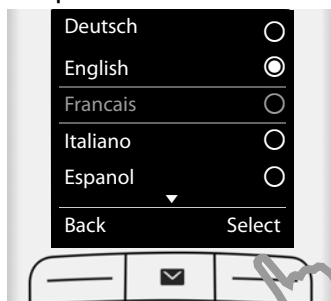 Deutsch
English
Francais
Italiano
Espanol
Back Select